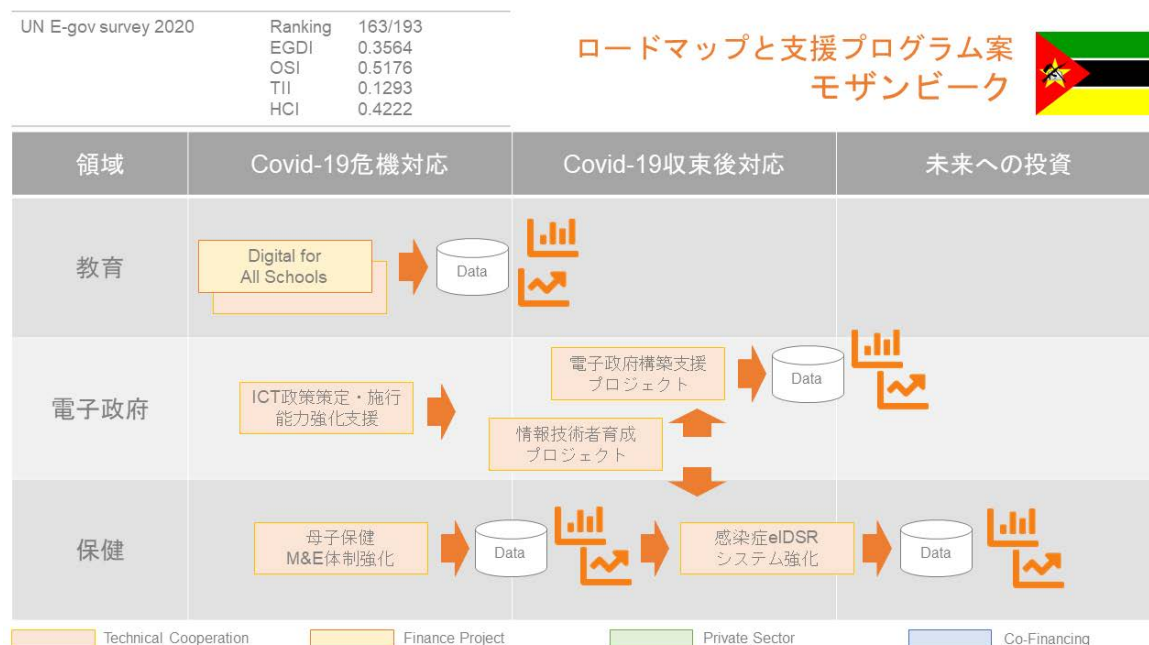 UN E-gov survey 2020
Ranking 163/193
EGDI 0.3564
OSI 0.5176
TII 0.1293
HCI 0.4222
ロードマップと支援プログラム案
モザンビーク
領域
Covid-19危機対応
Covid-19収束後対応
未来への投資
教育
Digital for
All Schools
Data
電子政府
ICT政策策定・施行
能力強化支援
情報技術者育成
プロジェクト
電子政府構築支援
プロジェクト
Data
保健
母子保健
M&E体制強化
Data
感染症eIDSR
システム強化
Data
Technical Cooperation
Finance Project
Private Sector
Co-Financing